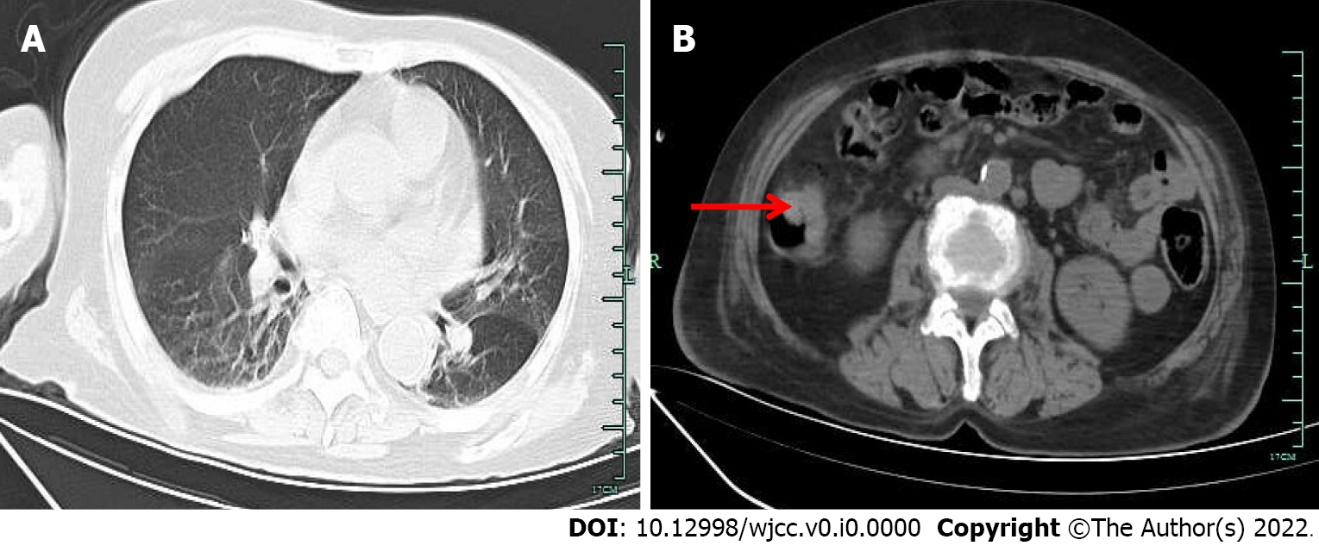 A
B
L
R
L
17CM
17CM
DOI: 10.12998/wjcc.v0.i0.0000 Copyright ©The Author(s) 2022.